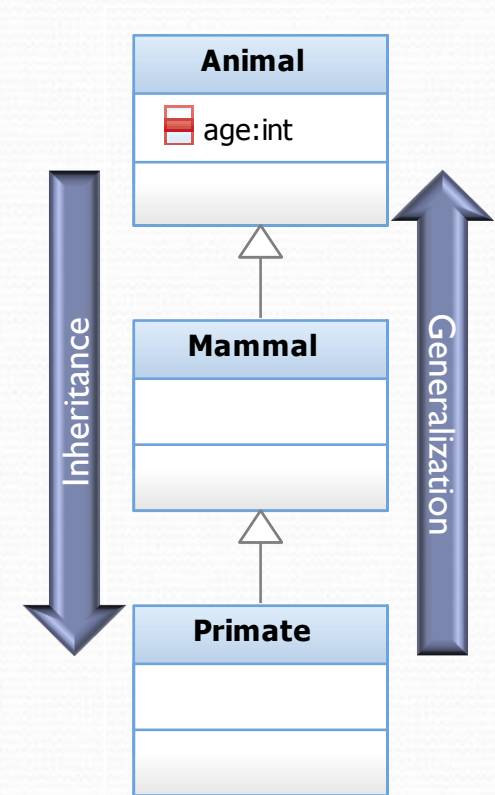 Animal
age:int
Inheritance
Mammal
Generalization
Primate